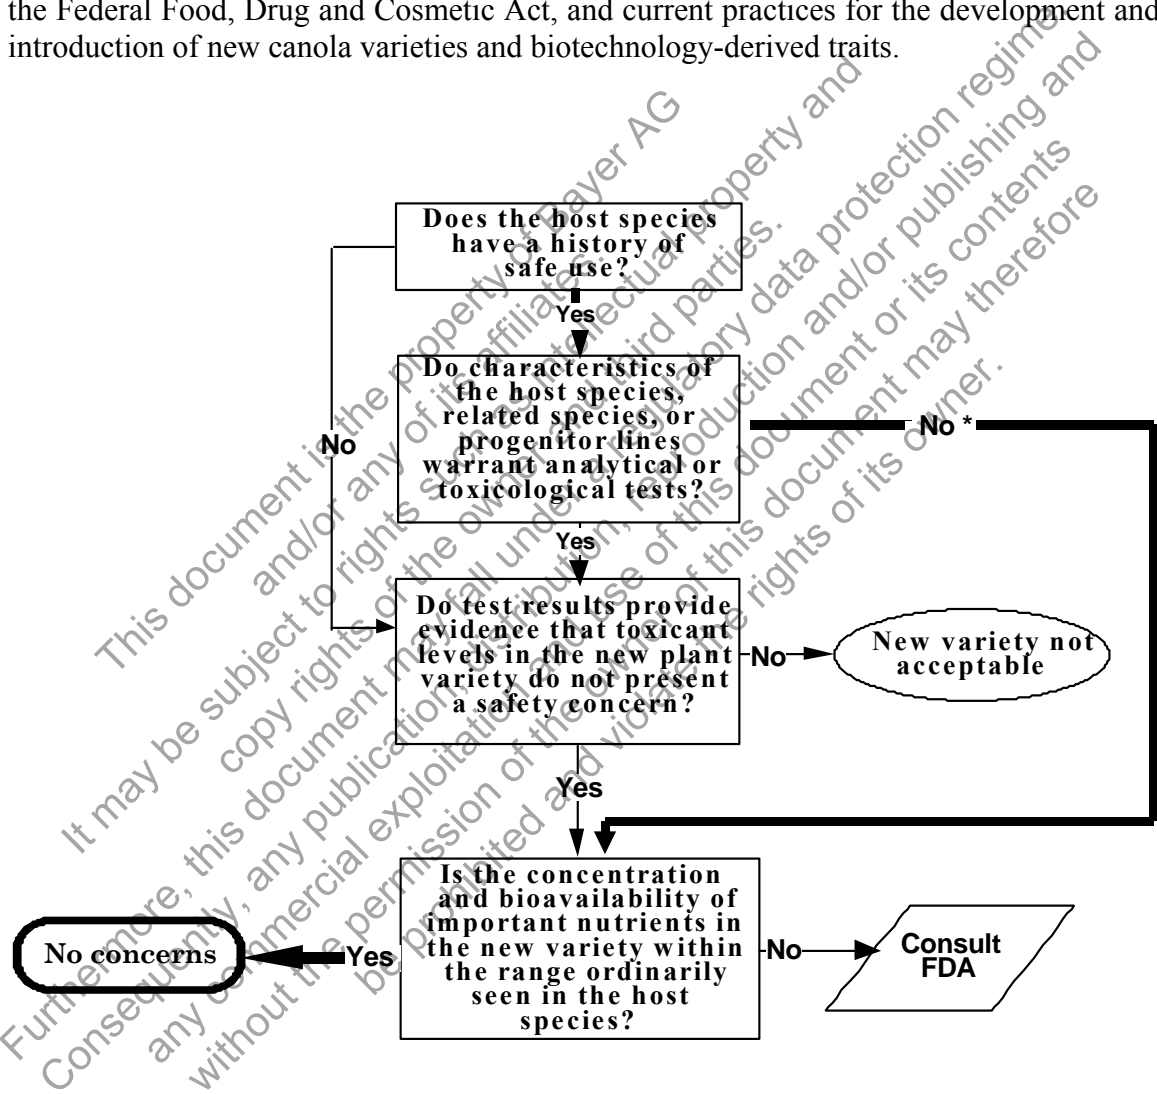 the Federal Food, Drug and Cosmetic Act, and current practices for the development and
introduction of new canola varieties and biotechnology-derived traits.
Does the host species
have a history of
safe use?
Yes
Do characteristics of
the host species,
related species, or
progenitor lines
warrant analytical or
toxicological tests?
No *
No
Yes
Do test results provide
evidence that toxicant
levels in the new plant
variety do not present
a safety concern?
No
New variety not
acceptable
Yes
Is the concentration
and bioavailability of
important nutrients in
the new variety within
the range ordinarily
seen in the host
species?
Yes
No concerns
No
Consult
FDA
This document is the property of Bayer AG
and/or any of its affiliates.
It may be subject to rights such as intellectual property and
copy rights of the owner and third parties.
Furthermore, this document may fall under a regulatory data protection regime.
Consequently, any publication, distribution, reproduction and/or publishing and
any commercial exploitation and use of this document or its contents
without the permission of the owner of this document may therefore
be prohibited and violate the rights of its owner.